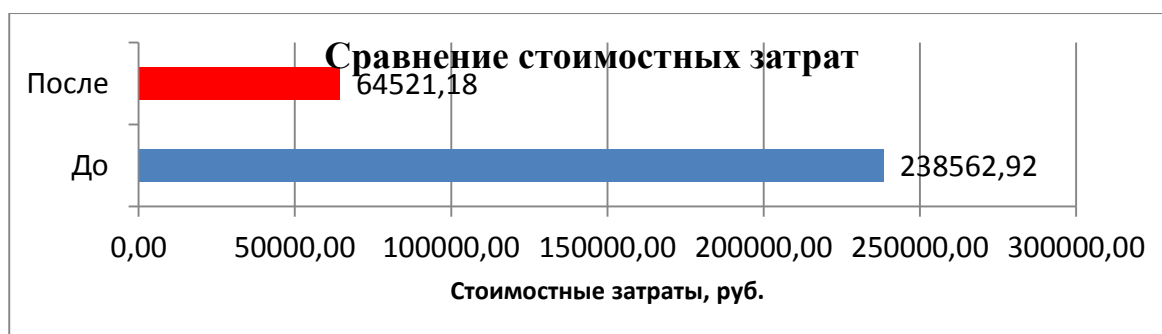 Сравнение стоимостных затрат
После
64521,18
До
238562,92
0,00 50000,00 100000,00 150000,00 200000,00 250000,00 300000,00
Стоимостные затраты, руб.